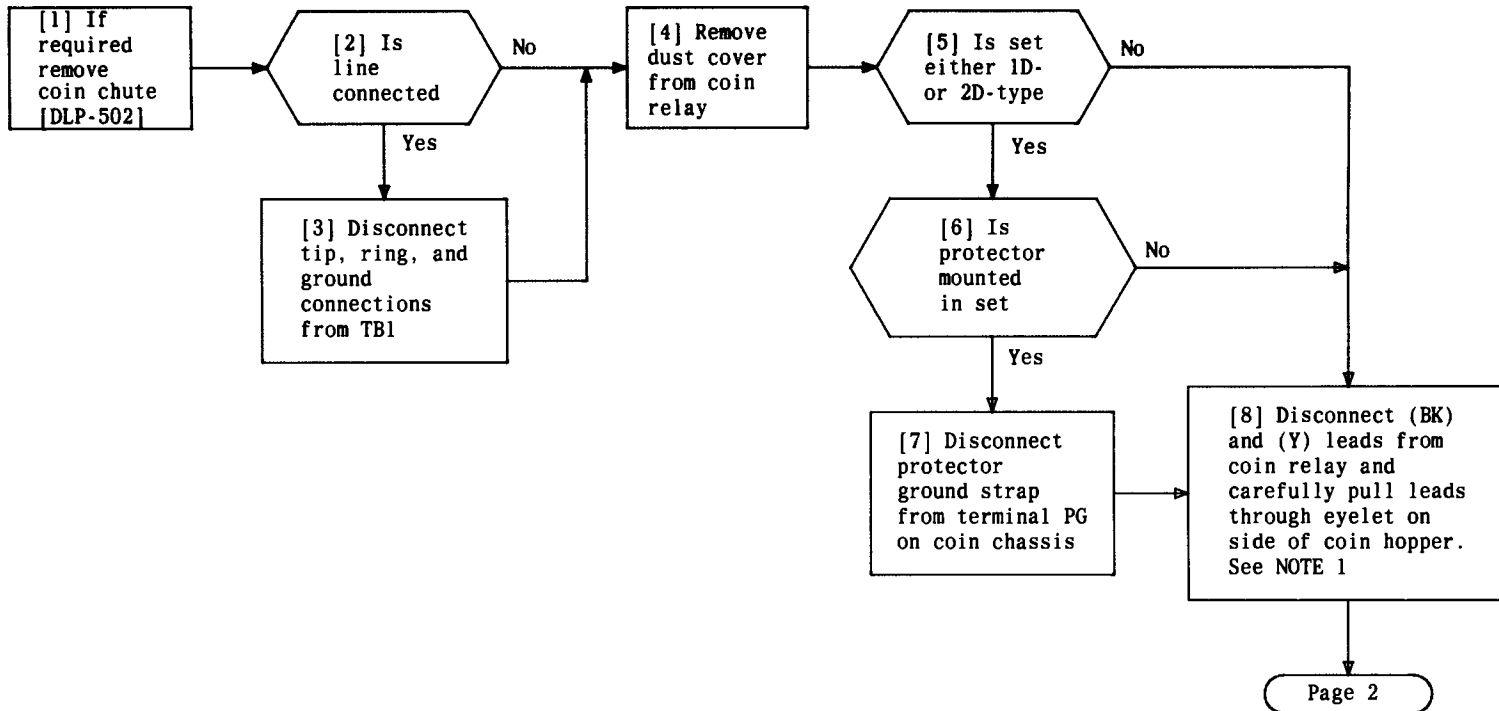 [1] If
required
remove
coin chute
[DLP-502]
[2] Is
line
connected
No
Yes
[3] Disconnect
tip, ring, and
ground
connections
from TB1
[4] Remove
dust cover
from coin
relay
[5] Is set
either 1D-
or 2D-type
No
Yes
[6] Is
protector
mounted
in set
No
Yes
[7] Disconnect
protector
ground strap
from terminal PG
on coin chassis
[8] Disconnect (BK)
and (Y) leads from
coin relay and
carefully pull leads
through eyelet on
side of coin hopper.
See NOTE 1
Page 2